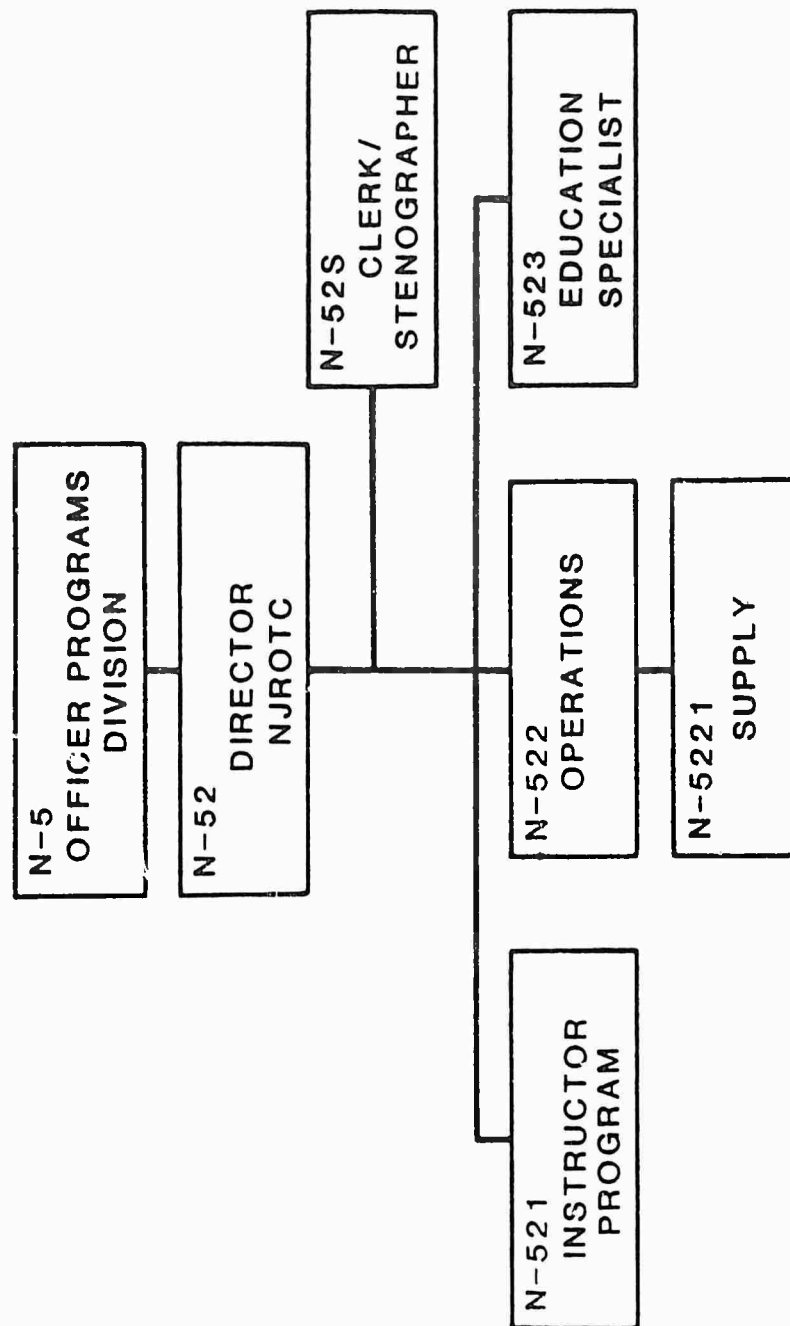 N-5
OFFICER PROGRAMS
DIVISION
N-52
DIRECTOR
NJROTC
N-52S
CLERK/
STENOGRAPHER
N-521
INSTRUCTOR
PROGRAM
N-522
OPERATIONS
N-523
EDUCATION
SPECIALIST
N-5221
SUPPLY